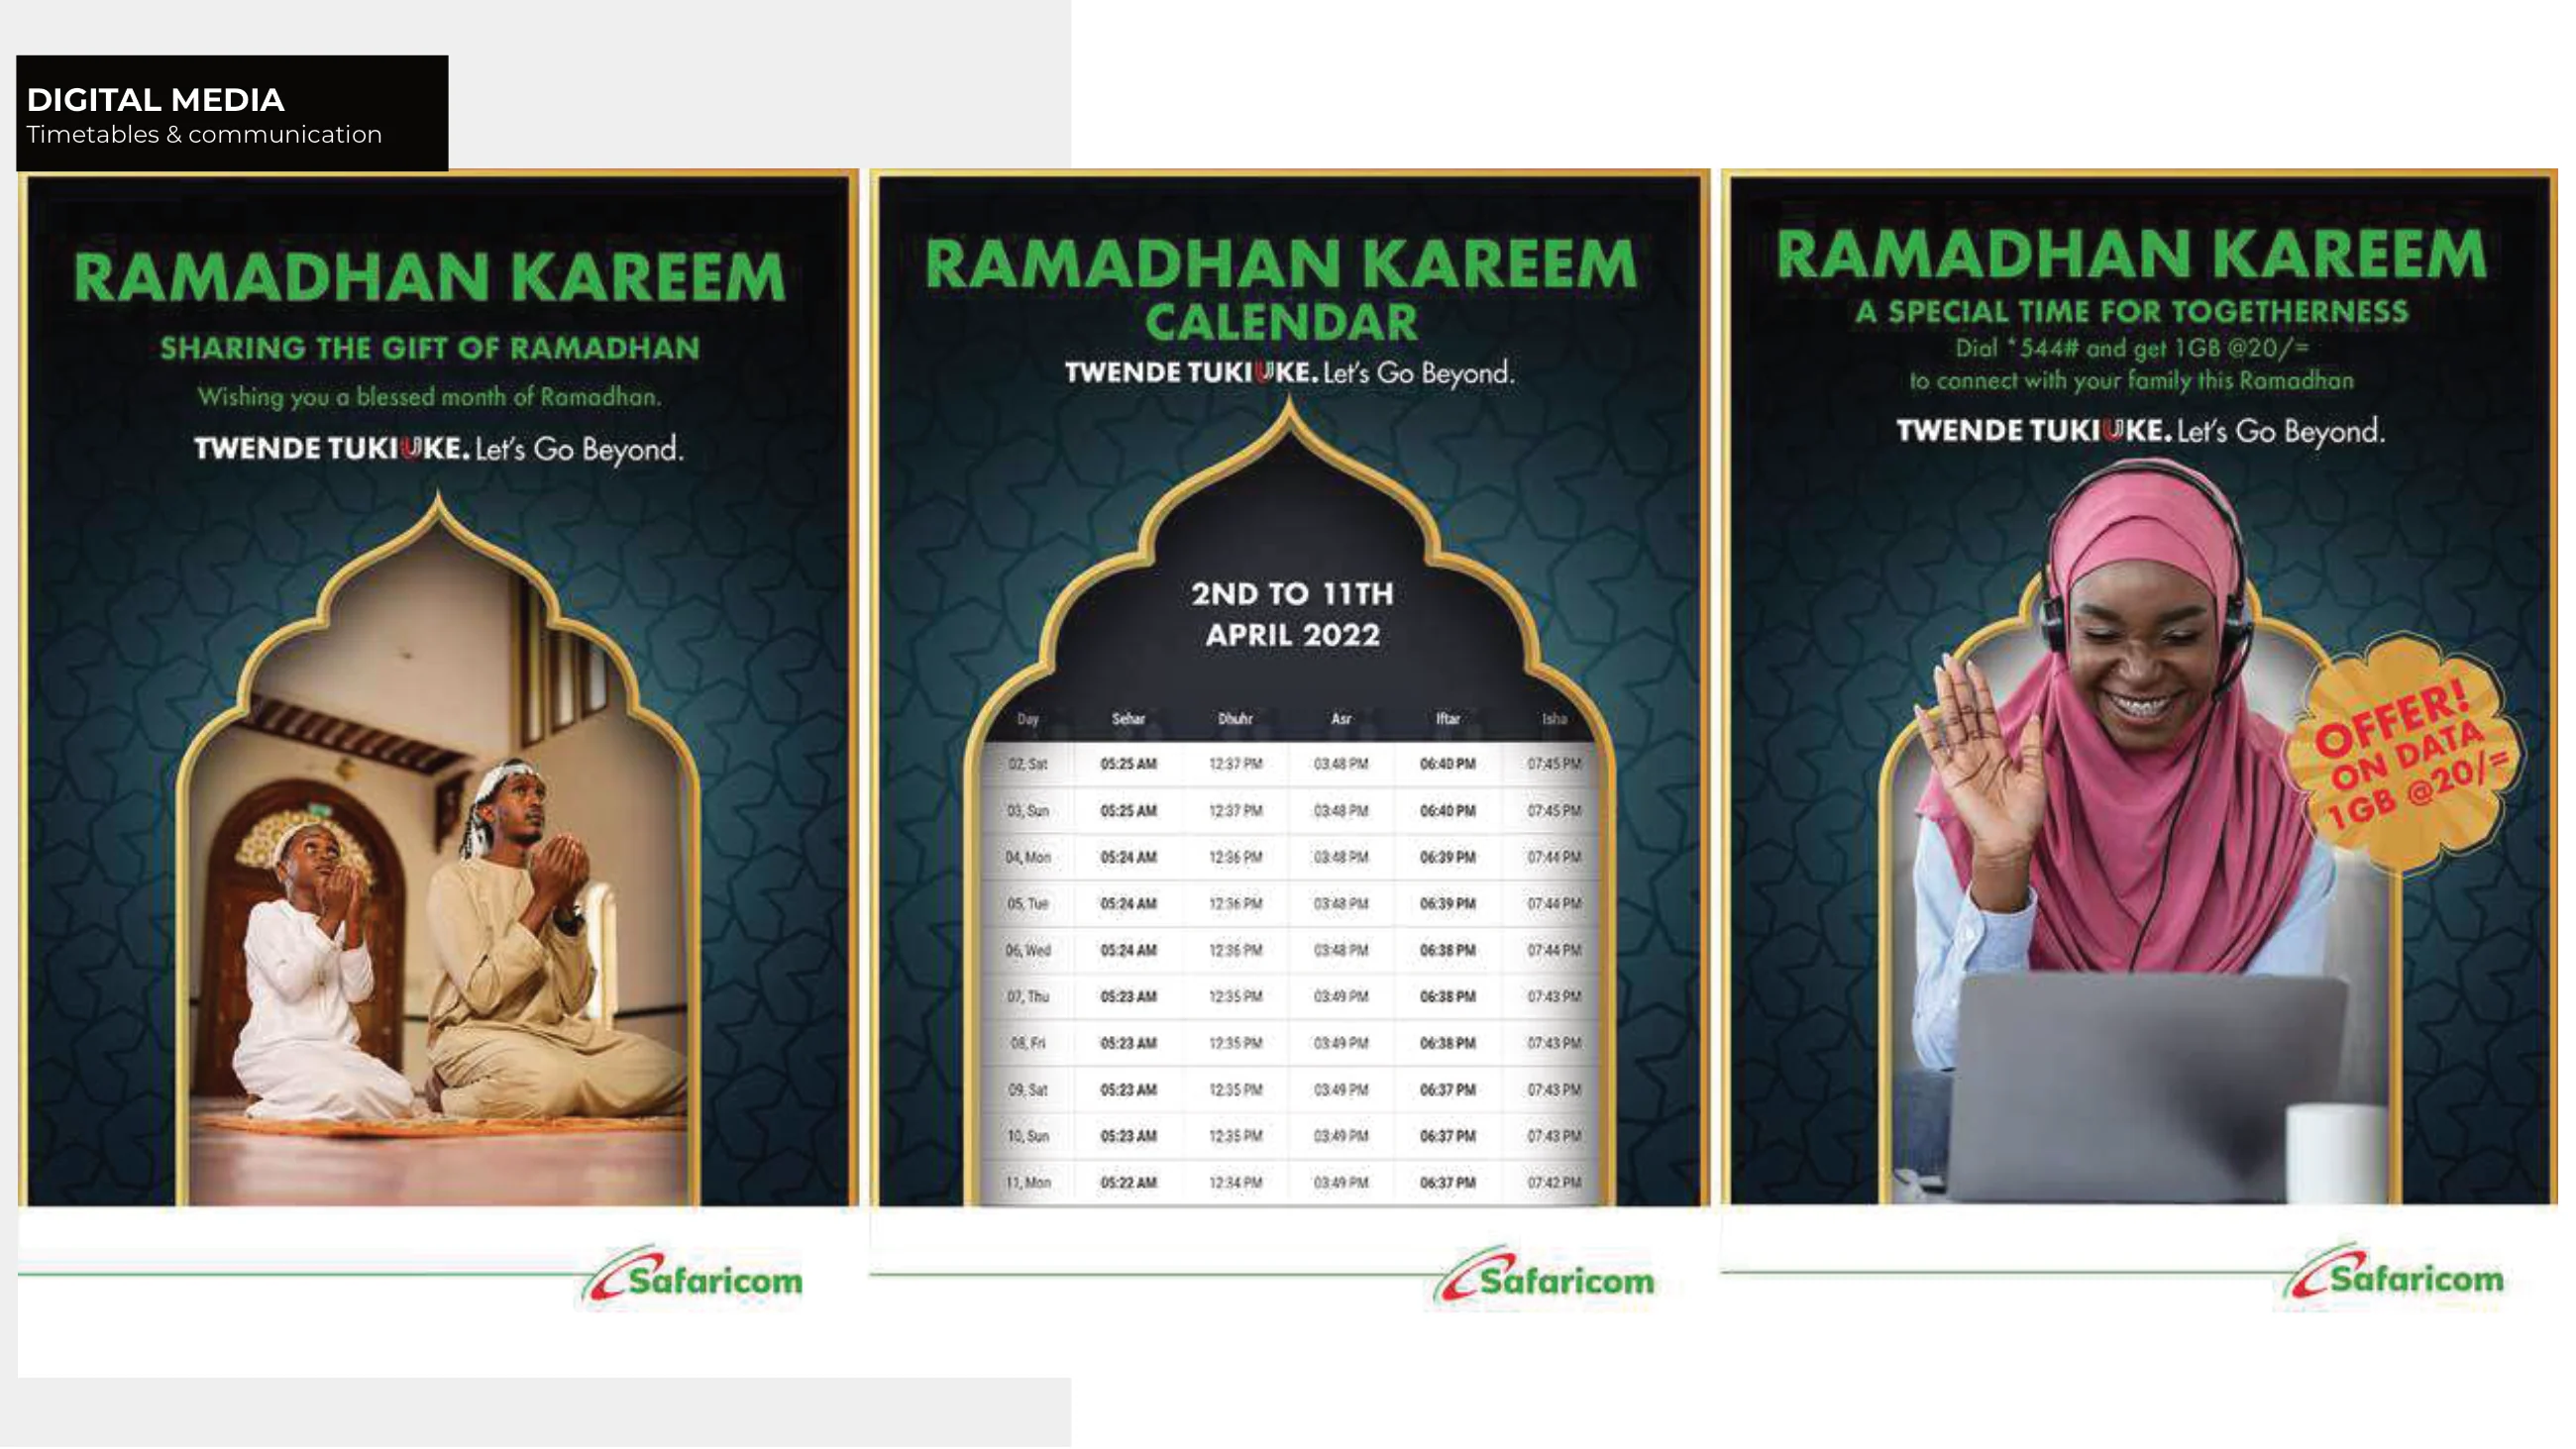 DIGITAL MEDIA
Timetables & communication
RAMADHAN KAREEM
SHARING THE GIFT OF RAMADHAN
Wishing you a blessed month of Ramadhan.
TWENDE TUKIUKE. Let's Go Beyond.
Safaricom
RAMADHAN KAREEM
CALENDAR
TWENDE TUKIUKE. Let's Go Beyond.
2ND TO 11TH
APRIL 2022
Day Sehar Dhuhr Asr Iftar Isha
02, Sat 05:25 AM 12:37 PM 03:48 PM 06:40 PM 07:45 PM
03, Sun 05:25 AM 12:37 PM 03:48 PM 06:40 PM 07:45 PM
04, Mon 05:24 AM 12:36 PM 03:48 PM 06:39 PM 07:44 PM
05, Tue 05:24 AM 12:36 PM 03:48 PM 06:39 PM 07:44 PM
06, Wed 05:24 AM 12:36 PM 03:48 PM 06:38 PM 07:44 PM
07, Thu 05:23 AM 12:35 PM 03:49 PM 06:38 PM 07:43 PM
08, Fri 05:23 AM 12:35 PM 03:49 PM 06:38 PM 07:43 PM
09, Sat 05:23 AM 12:35 PM 03:49 PM 06:37 PM 07:43 PM
10, Sun 05:23 AM 12:35 PM 03:49 PM 06:37 PM 07:43 PM
11, Mon 05:22 AM 12:34 PM 03:49 PM 06:37 PM 07:42 PM
Safaricom
RAMADHAN KAREEM
A SPECIAL TIME FOR TOGETHERNESS
Dial *544# and get 1GB @20/=
to connect with your family this Ramadhan
TWENDE TUKIUKE. Let's Go Beyond.
OFFER!
ON DATA
1GB @20/=
Safaricom